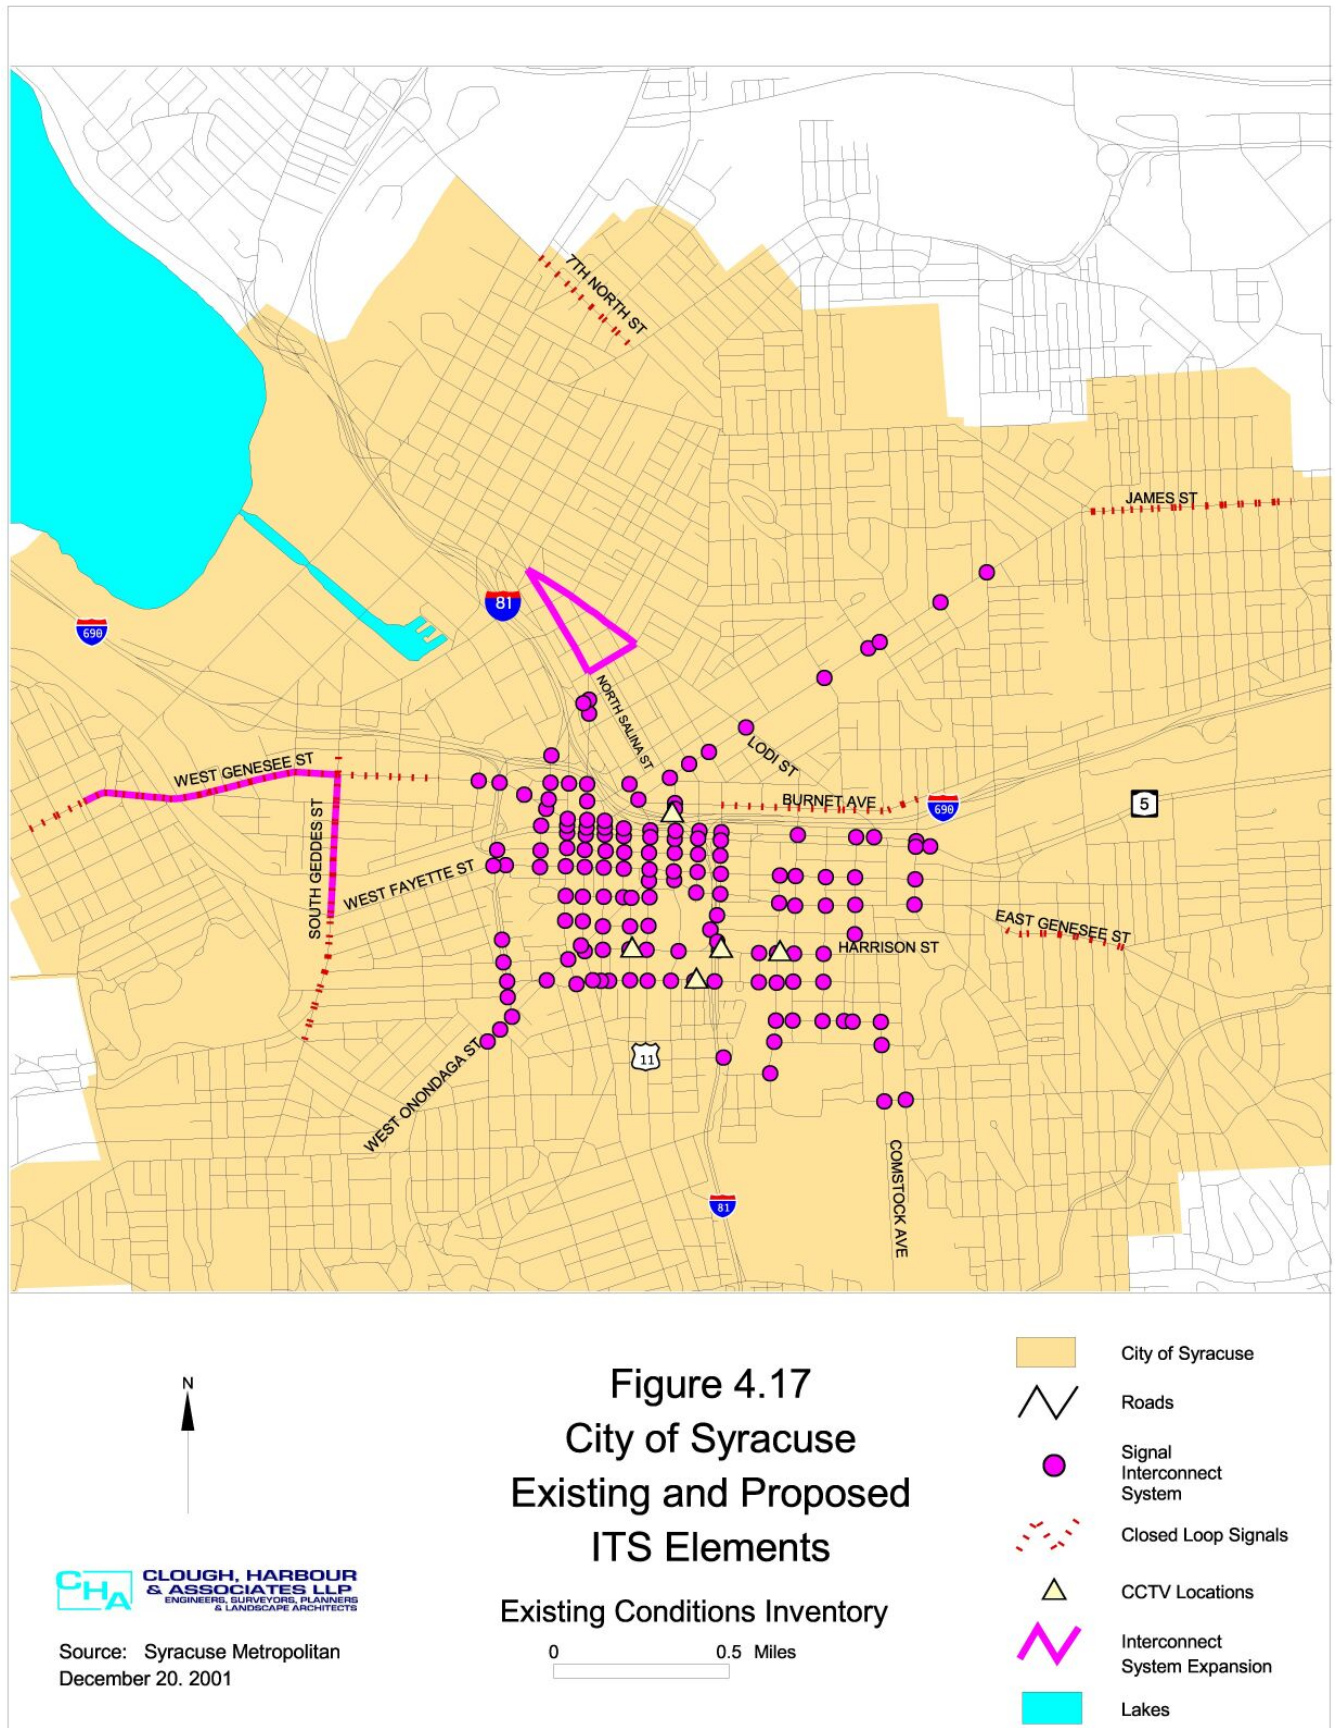 7TH NORTH ST
JAMES ST
81
690
NORTH SALINA ST
LODI ST
WEST GENESEE ST
BURNET AVE
690
5
SOUTH GEDDES ST
WEST FAYETTE ST
EAST GENESEE ST
HARRISON ST
11
WEST ONONDAGA ST
COMSTOCK AVE
81
N
Figure 4.17
City of Syracuse
Existing and Proposed
ITS Elements
Existing Conditions Inventory
0 0.5 Miles
CHA
CLOUGH, HARBOUR
& ASSOCIATES LLP
ENGINEERS, SURVEYORS, PLANNERS
& LANDSCAPE ARCHITECTS
Source: Syracuse Metropolitan
December 20. 2001
City of Syracuse
Roads
Signal
Interconnect
System
Closed Loop Signals
CCTV Locations
Interconnect
System Expansion
Lakes